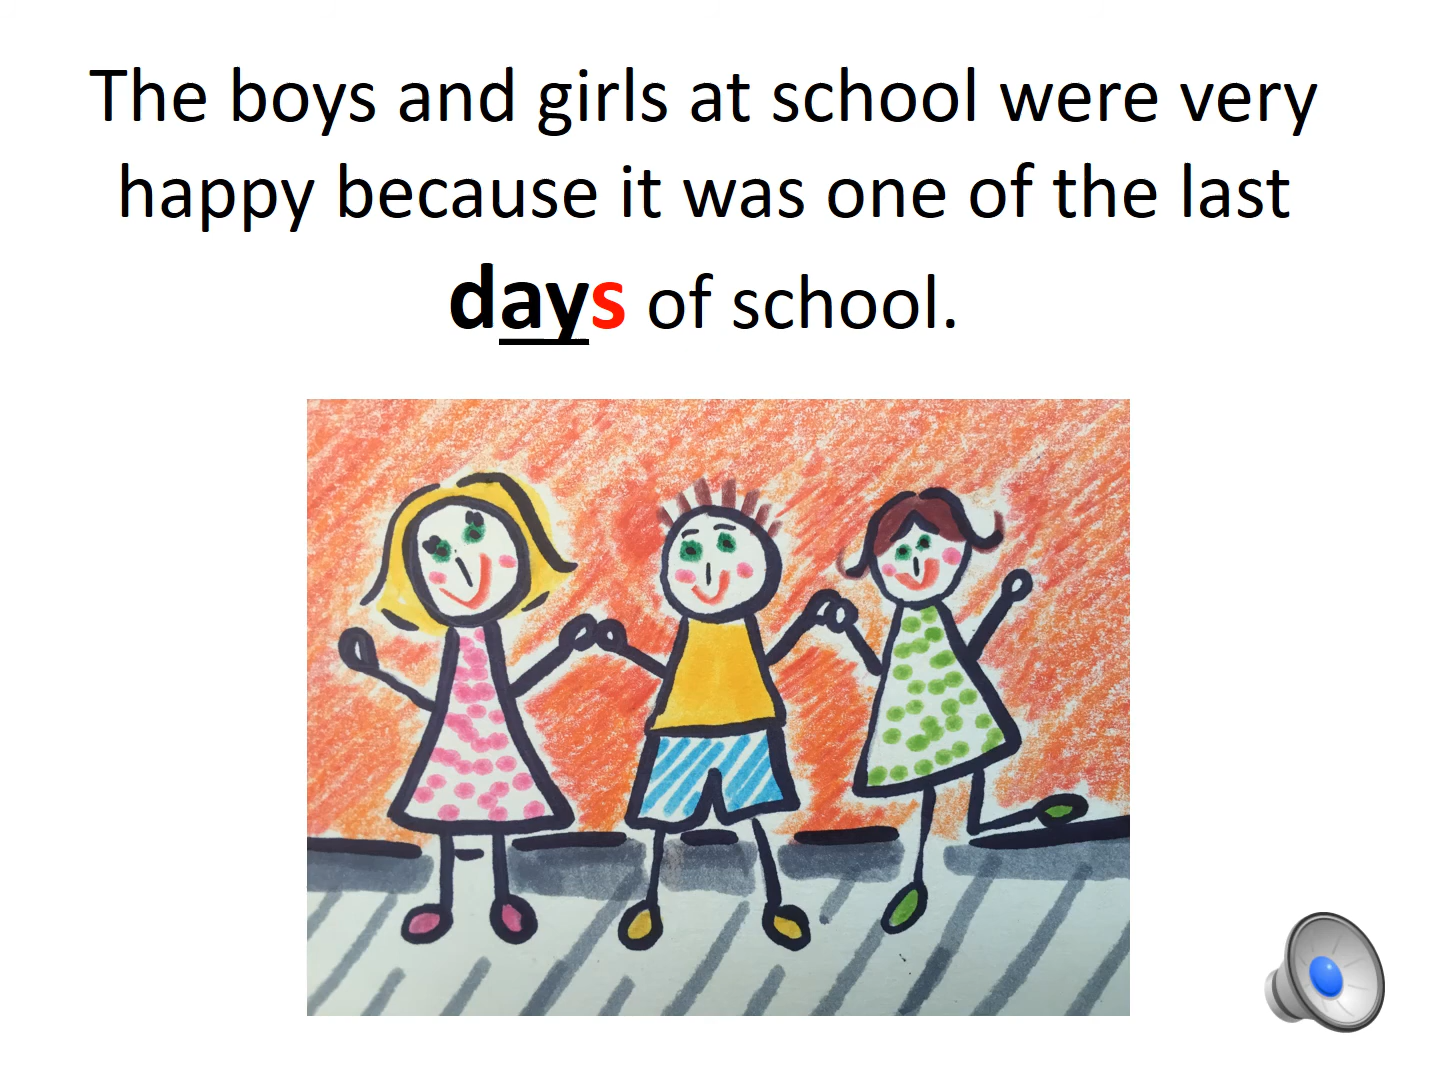 The boys and girls at school were very
happy because it was one of the last
days of school.